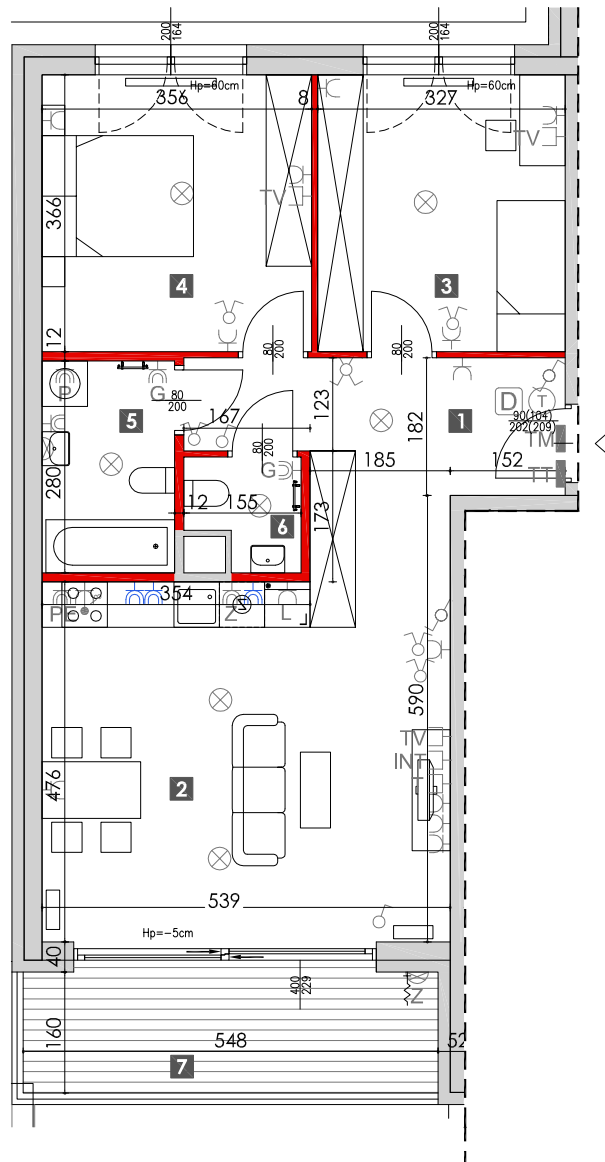 200
164
200
164
Hp=60cm
Hp=60cm
356
8
327
TV
TV
366
4
3
12
80
200
80
200
P
G
5
80
200
167
123
1
182
D
T
90(104)
202(209)
TM
TT
80
200
G
185
152
280
12
155
6
173
354
PE
Z
Z
L
590
TV
INT
T
476
2
539
Hp=-5cm
40
400
229
Z
160
548
52
7